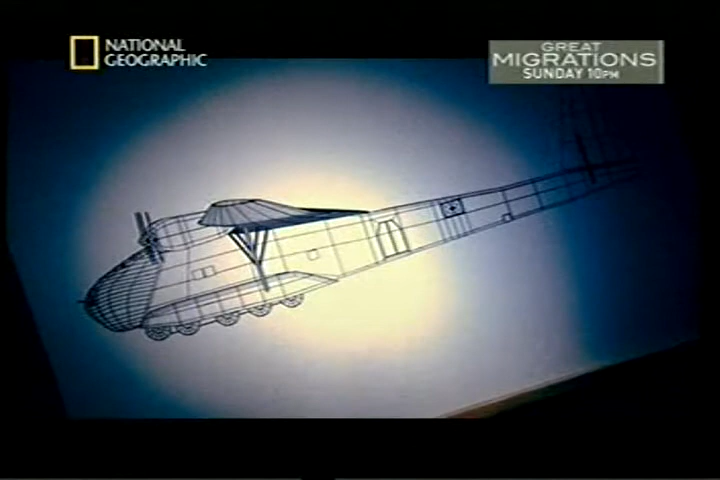 NATIONAL
GEOGRAPHIC
GREAT
MIGRATIONS
SUNDAY 10PM